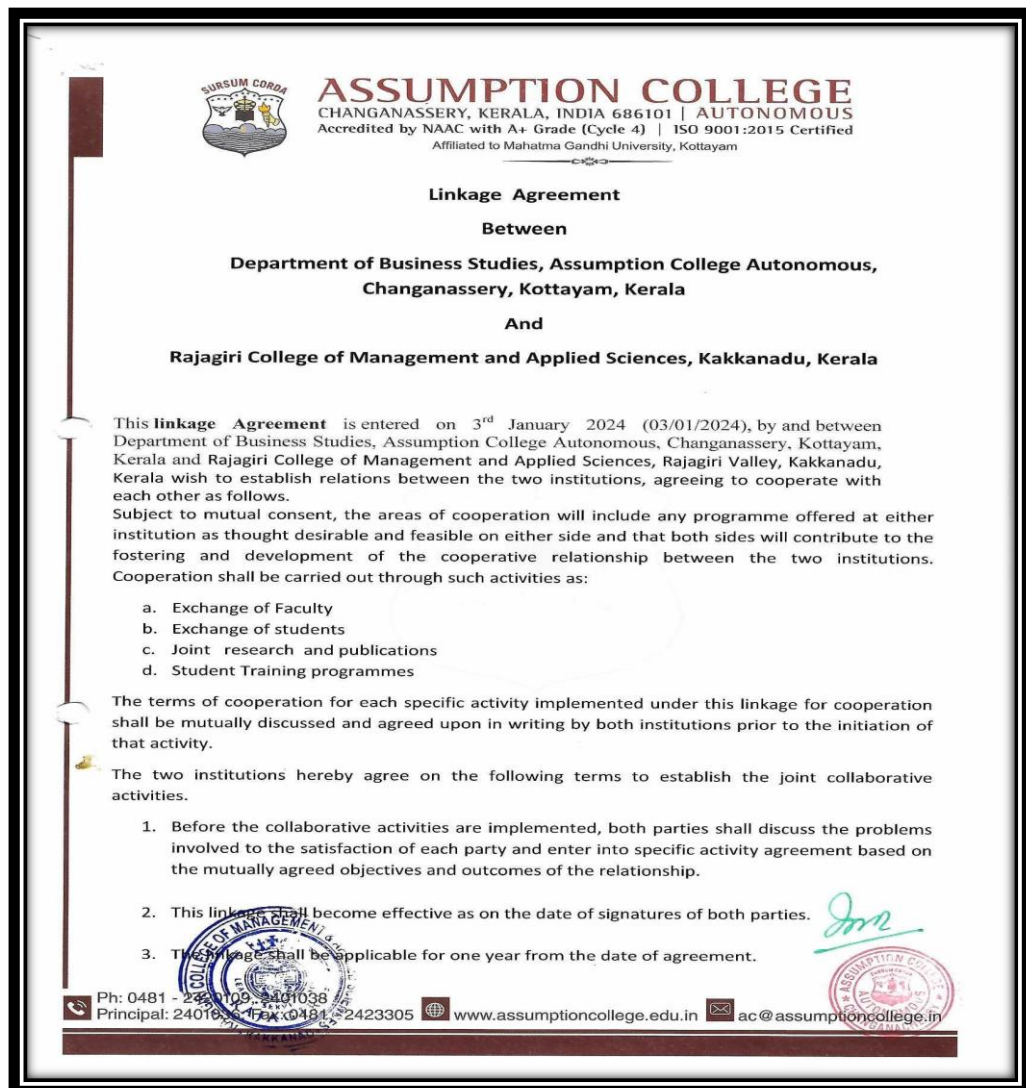 SURSUM CORDA
ASSUMPTION COLLEGE
CHANGANASSERY, KERALA, INDIA 686101 | AUTONOMOUS
Accredited by NAAC with A+ Grade (Cycle 4) | ISO 9001:2015 Certified
Affiliated to Mahatma Gandhi University, Kottayam
Linkage Agreement
Between
Department of Business Studies, Assumption College Autonomous,
Changanassery, Kottayam, Kerala
And
Rajagiri College of Management and Applied Sciences, Kakkanadu, Kerala
This linkage Agreement is entered on 3rd January 2024 (03/01/2024), by and between
Department of Business Studies, Assumption College Autonomous, Changanassery, Kottayam,
Kerala and Rajagiri College of Management and Applied Sciences, Rajagiri Valley, Kakkanadu,
Kerala wish to establish relations between the two institutions, agreeing to cooperate with
each other as follows.
Subject to mutual consent, the areas of cooperation will include any programme offered at either
institution as thought desirable and feasible on either side and that both sides will contribute to the
fostering and development of the cooperative relationship between the two institutions.
Cooperation shall be carried out through such activities as:
a. Exchange of Faculty
b. Exchange of students
c. Joint research and publications
d. Student Training programmes
The terms of cooperation for each specific activity implemented under this linkage for cooperation
shall be mutually discussed and agreed upon in writing by both institutions prior to the initiation of
that activity.
The two institutions hereby agree on the following terms to establish the joint collaborative
activities.
1. Before the collaborative activities are implemented, both parties shall discuss the problems
involved to the satisfaction of each party and enter into specific activity agreement based on
the mutually agreed objectives and outcomes of the relationship.
2. This linkage shall become effective as on the date of signatures of both parties.
3. The linkage shall be applicable for one year from the date of agreement.
COLLEGE OF MANAGEMENT &
KAKKANAD
ASSUMPTION COLLEGE
AUTONOMOUS
Ph: 0481 - 2401038
Principal: Fax: 0481 - 2423305 www.assumptioncollege.edu.in ac@assumptioncollege.in